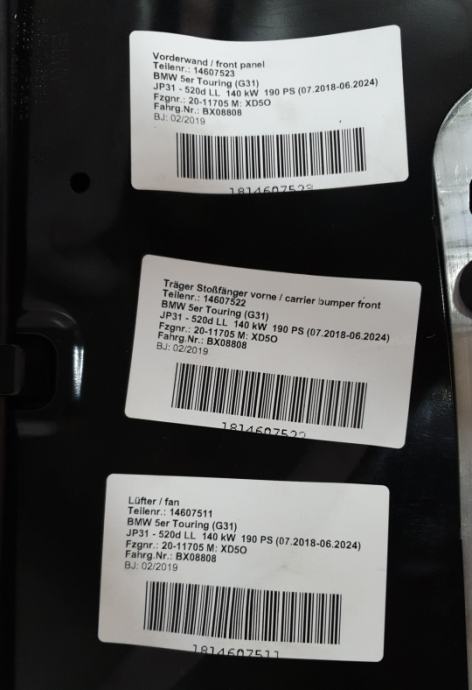 Vorderwand / front panel
Teilenr.: 14607523
BMW 5er Touring (G31)
JP31 - 520d LL 140 kW 190 PS (07.2018-06.2024)
Fzgnr.: 20-11705 M: XD5O
Fahrg.Nr.: BX08808
BJ: 02/2019
1814607523
Träger Stoßfänger vorne / carrier bumper front
Teilenr.: 14607522
BMW 5er Touring (G31)
JP31 - 520d LL 140 kW 190 PS (07.2018-06.2024)
Fzgnr.: 20-11705 M: XD5O
Fahrg.Nr.: BX08808
BJ: 02/2019
1814607522
Lüfter / fan
Teilenr.: 14607511
BMW 5er Touring (G31)
JP31 - 520d LL 140 kW 190 PS (07.2018-06.2024)
Fzgnr.: 20-11705 M: XD5O
Fahrg.Nr.: BX08808
BJ: 02/2019
1814607511